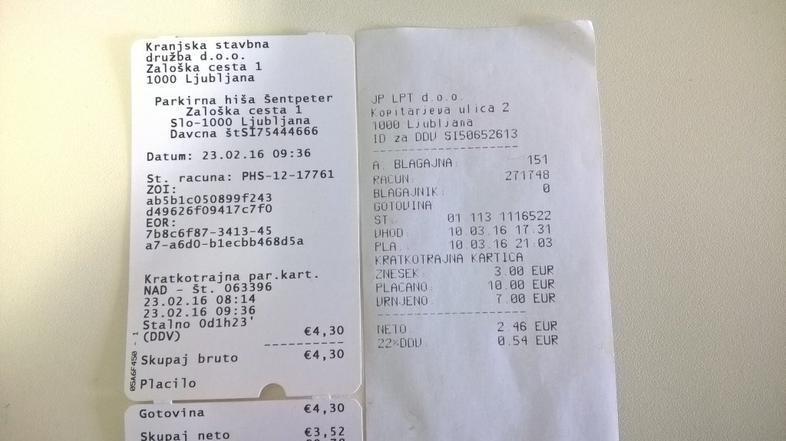 Kranjska stavbna
družba d.o.o.
Zaloška cesta 1
1000 Ljubljana
Parkirna hiša Šentpeter
Zaloška cesta 1
Slo-1000 Ljubljana
Davcna štSI75444666
Datum: 23.02.16 09:36
St. racuna: PHS-12-17761
ZOI:
ab5b1c050899f243
d49626f09417c7f0
EOR:
7b8c6f87-3413-45
a7-a6d0-b1ecbb468d5a
Kratkotrajna par.kart.
NAD - Št. 063396
23.02.16 08:14
23.02.16 09:36
Stalno 0d1h23'
(DDV) €4,30
----------
Skupaj bruto €4,30
Placilo
Gotovina €4,30
Skupaj neto €3,52
05A6F450 - 1
JP LPT d.o.o.
Kopitarjeva ulica 2
1000 Ljubljana
ID za DDV SI50652613
A. BLAGAJNA: 151
RACUN: 271748
BLAGAJNIK: 0
GOTOVINA
ST.: 01 113 1116522
VHOD: 10.03.16 17:31
PLA.: 10.03.16 21:03
KRATKOTRAJNA KARTICA
ZNESEK: 3.00 EUR
PLACANO: 10.00 EUR
VRNJENO: 7.00 EUR
NETO: 2.46 EUR
22%DDV: 0.54 EUR